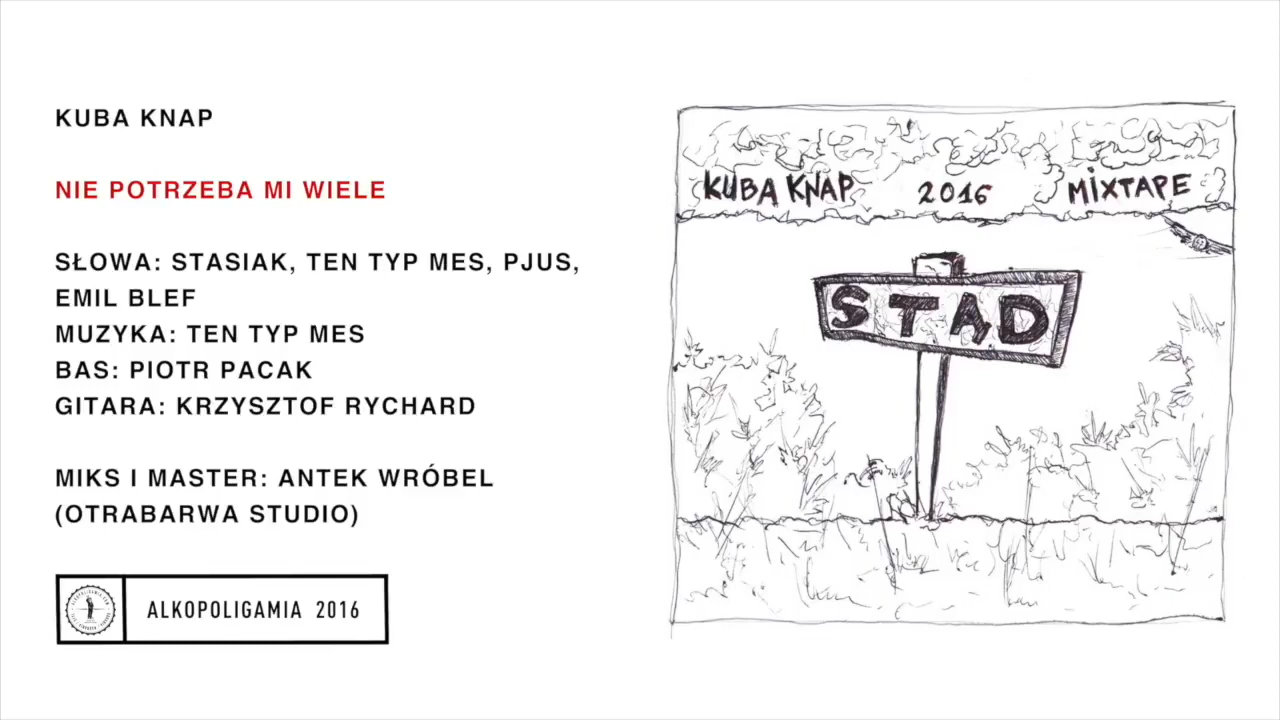 KUBA KNAP
NIE POTRZEBA MI WIELE
SŁOWA: STASIAK, TEN TYP MES, PJUS,
EMIL BLEF
MUZYKA: TEN TYP MES
BAS: PIOTR PACAK
GITARA: KRZYSZTOF RYCHARD
MIKS I MASTER: ANTEK WRÓBEL
(OTRABARWA STUDIO)
ALKOPOLIGAMIA 2016
KUBA KNAP 2016 MIXTAPE
STĄD